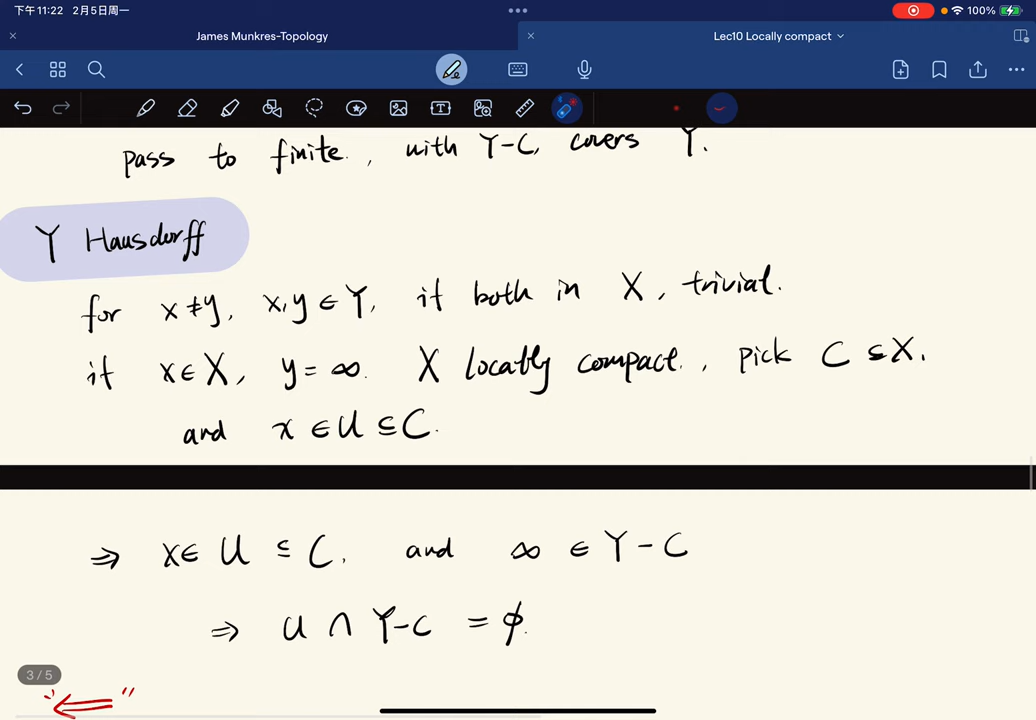 下午11:22 2月5日周一
100%
James Munkres-Topology
Lec10 Locally compact
pass to finite, with Y-C, covers Y.
Y Hausdorff
for x≠y, x,y ∈ Y, if both in X, trivial.
if x∈X, y = ∞. X locally compact, pick C ⊆ X,
and x ∈ U ⊆ C.
⇒ x∈ U ⊆ C, and ∞ ∈ Y-C
⇒ U ∩ Y-C = ϕ.
3 / 5
"⇐"